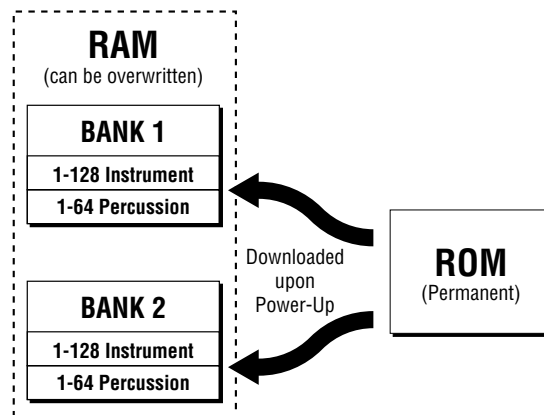 RAM
(can be overwritten)
BANK 1
1-128 Instrument
1-64 Percussion
BANK 2
1-128 Instrument
1-64 Percussion
Downloaded
upon
Power-Up
ROM
(Permanent)